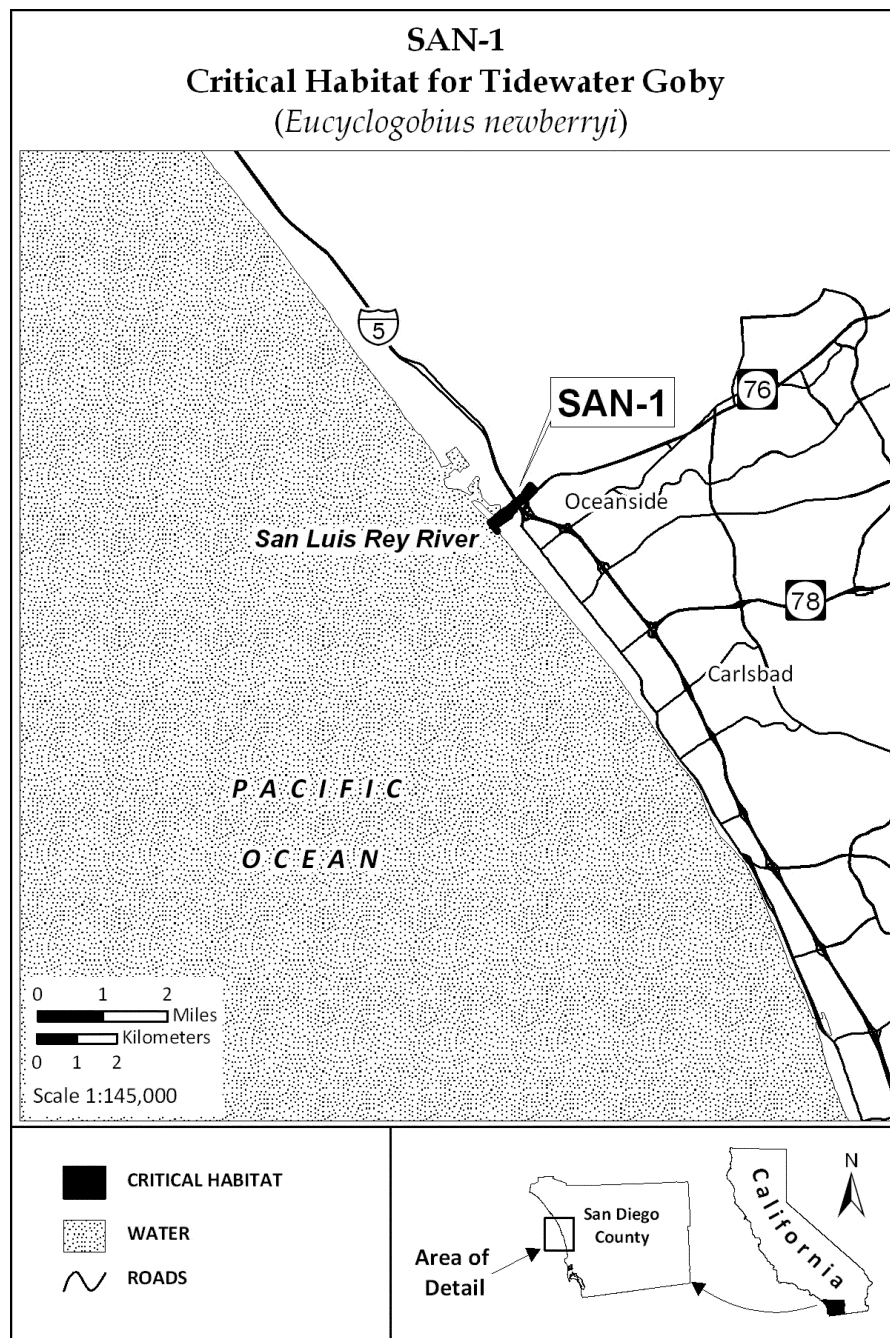 SAN-1
Critical Habitat for Tidewater Goby
(Eucyclogobius newberryi)
5
76
SAN-1
Oceanside
San Luis Rey River
78
Carlsbad
PACIFIC
OCEAN
0 1 2
Miles
Kilometers
0 1 2
Scale 1:145,000
CRITICAL HABITAT
WATER
ROADS
San Diego
County
Area of
Detail
California
N